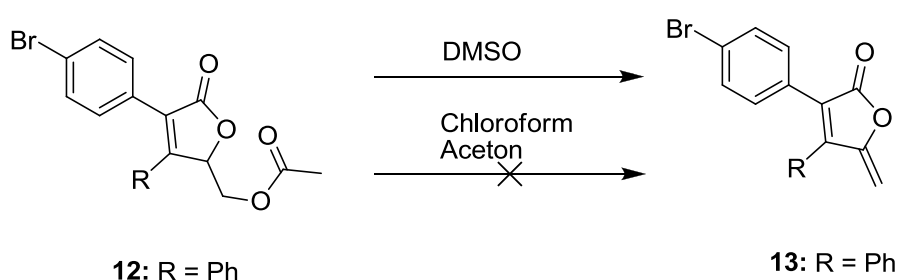 Br
O
O
O
O
R
DMSO
Chloroform
Aceton
Br
O
O
R
12: R = Ph
13: R = Ph